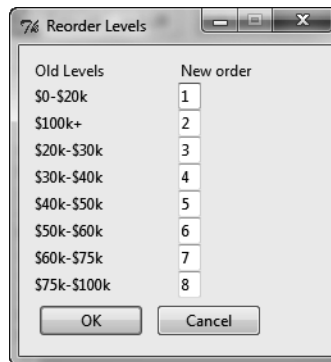 Reorder Levels
Old Levels New order
$0-$20k 1
$100k+ 2
$20k-$30k 3
$30k-$40k 4
$40k-$50k 5
$50k-$60k 6
$60k-$75k 7
$75k-$100k 8
OK Cancel